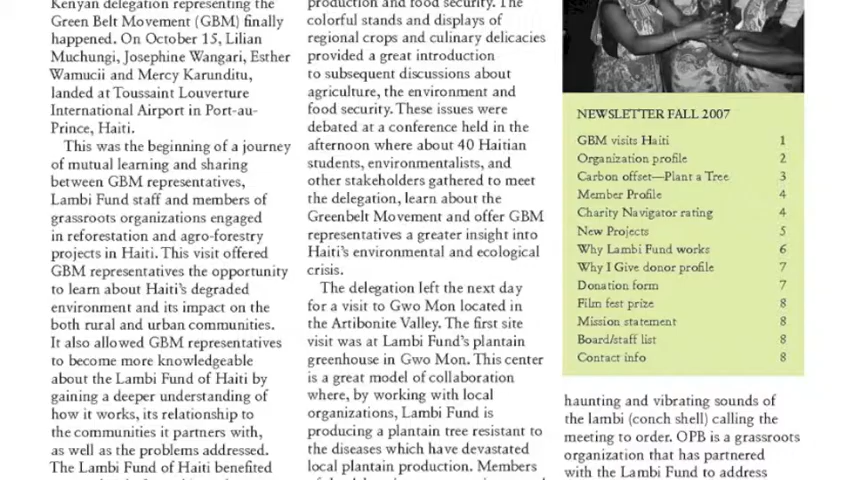 Kenyan delegation representing the
Green Belt Movement (GBM) finally
happened. On October 15, Lilian
Muchungi, Josephine Wangari, Esther
Wamucii and Mercy Karunditu,
landed at Toussaint Louverture
International Airport in Port-au-
Prince, Haiti.
This was the beginning of a journey
of mutual learning and sharing
between GBM representatives,
Lambi Fund staff and members of
grassroots organizations engaged
in reforestation and agro-forestry
projects in Haiti. This visit offered
GBM representatives the opportunity
to learn about Haiti's degraded
environment and its impact on the
both rural and urban communities.
It also allowed GBM representatives
to become more knowledgeable
about the Lambi Fund of Haiti by
gaining a deeper understanding of
how it works, its relationship to
the communities it partners with,
as well as the problems addressed.
The Lambi Fund of Haiti benefited
production and food security. The
colorful stands and displays of
regional crops and culinary delicacies
provided a great introduction
to subsequent discussions about
agriculture, the environment and
food security. These issues were
debated at a conference held in the
afternoon where about 40 Haitian
students, environmentalists, and
other stakeholders gathered to meet
the delegation, learn about the
Greenbelt Movement and offer GBM
representatives a greater insight into
Haiti's environmental and ecological
crisis.
The delegation left the next day
for a visit to Gwo Mon located in
the Artibonite Valley. The first site
visit was at Lambi Fund's plantain
greenhouse in Gwo Mon. This center
is a great model of collaboration
where, by working with local
organizations, Lambi Fund is
producing a plantain tree resistant to
the diseases which have devastated
local plantain production. Members
NEWSLETTER FALL 2007
GBM visits Haiti 1
Organization profile 2
Carbon offset—Plant a Tree 3
Member Profile 4
Charity Navigator rating 4
New Projects 5
Why Lambi Fund works 6
Why I Give donor profile 7
Donation form 7
Film fest prize 8
Mission statement 8
Board/staff list 8
Contact info 8
haunting and vibrating sounds of
the lambi (conch shell) calling the
meeting to order. OPB is a grassroots
organization that has partnered
with the Lambi Fund to address